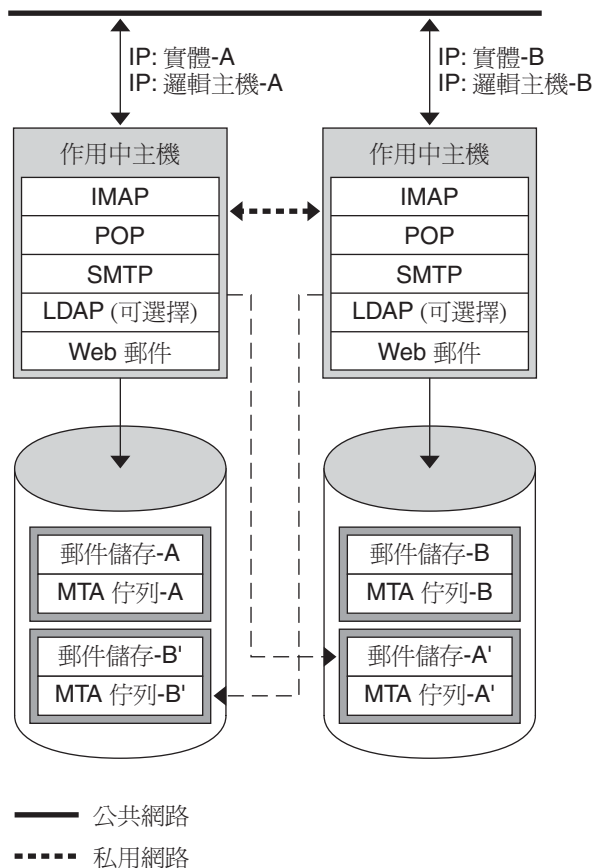 IP: 實體-A
IP: 邏輯主機-A
IP: 實體-B
IP: 邏輯主機-B
作用中主機
IMAP
POP
SMTP
LDAP (可選擇)
Web 郵件
作用中主機
IMAP
POP
SMTP
LDAP (可選擇)
Web 郵件
郵件儲存-A
MTA 佇列-A
郵件儲存-B'
MTA 佇列-B'
郵件儲存-B
MTA 佇列-B
郵件儲存-A'
MTA 佇列-A'
公共網路
私用網路